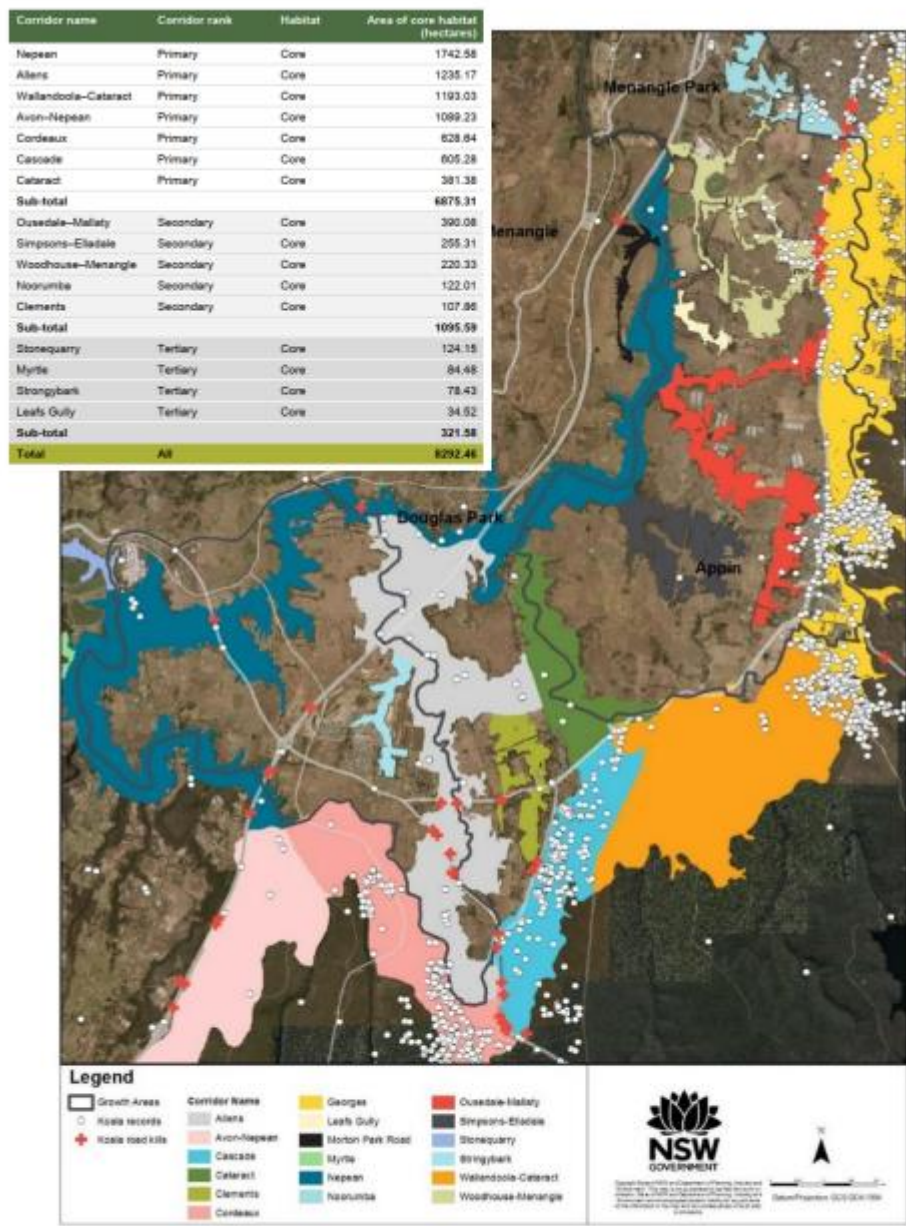 Corridor name Corridor rank Habitat Area of core habitat
(hectares)
Nepean Primary Core 1742.58
Allens Primary Core 1235.17
Wallandoola–Cataract Primary Core 1193.03
Avon–Nepean Primary Core 1089.23
Cordeaux Primary Core 628.64
Cascade Primary Core 605.28
Cataract Primary Core 381.38
Sub-total 6875.31
Ousedale–Mallaty Secondary Core 390.08
Simpsons–Elladale Secondary Core 255.31
Woodhouse–Menangle Secondary Core 220.33
Noorumba Secondary Core 122.01
Clements Secondary Core 107.86
Sub-total 1095.59
Stonequarry Tertiary Core 124.15
Myrtle Tertiary Core 84.48
Strongybark Tertiary Core 78.43
Leafs Gully Tertiary Core 34.52
Sub-total 321.58
Total All 8292.46
Menangle Park
Menangle
Douglas Park
Appin
Legend
Growth Areas
Koala records
Koala road kills
Corridor Name
Allens
Avon-Nepean
Cascade
Cataract
Clements
Cordeaux
Georges
Leafs Gully
Morton Park Road
Myrtle
Nepean
Noorumba
Ousedale-Mallaty
Simpsons-Elladale
Stonequarry
Stringybark
Wallandoola-Cataract
Woodhouse-Menangle
NSW
GOVERNMENT